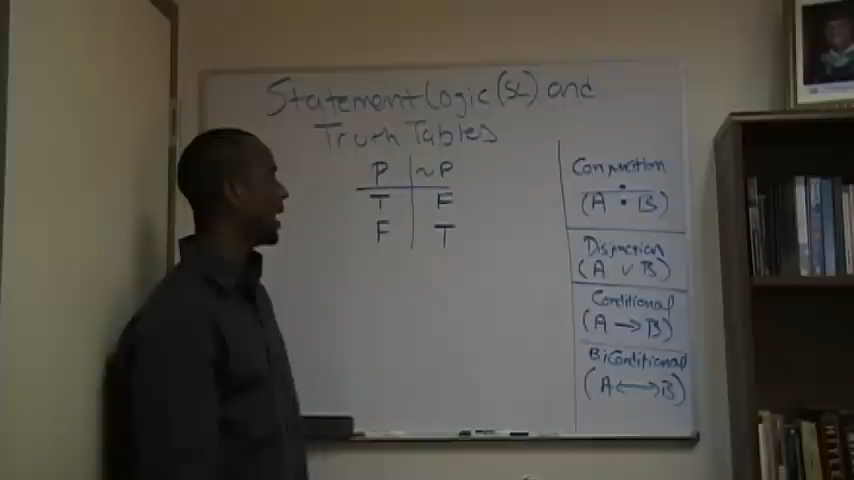 Statement Logic (SL) and
Truth Tables
P ~P
T F
F T
Conjunction
(A • B)
Disjunction
(A v B)
Conditional
(A → B)
BiConditional
(A ↔ B)